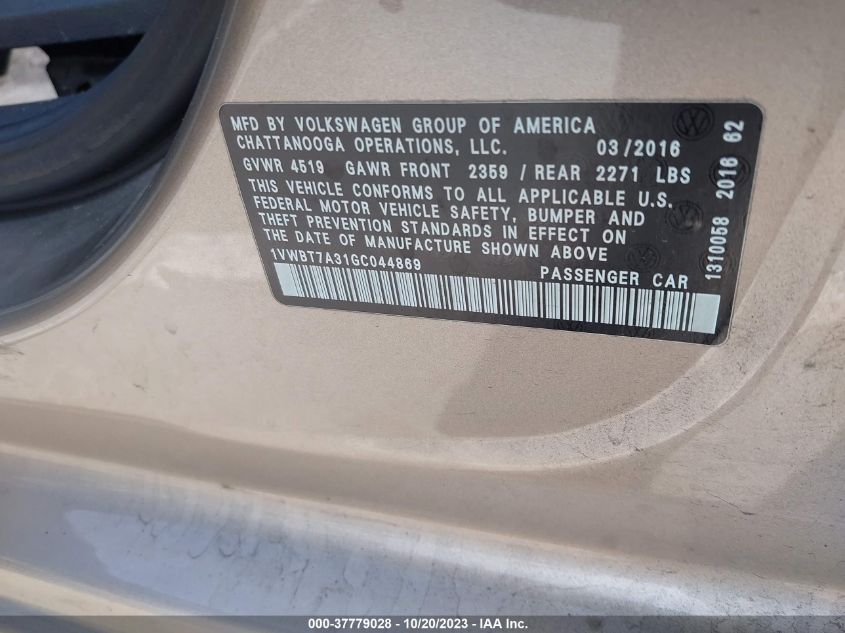 MFD BY VOLKSWAGEN GROUP OF AMERICA
CHATTANOOGA OPERATIONS, LLC. 03/2016
GVWR 4519 GAWR FRONT 2359 / REAR 2271 LBS
THIS VEHICLE CONFORMS TO ALL APPLICABLE U.S.
FEDERAL MOTOR VEHICLE SAFETY, BUMPER AND
THEFT PREVENTION STANDARDS IN EFFECT ON
THE DATE OF MANUFACTURE SHOWN ABOVE
1VWBT7A31GC044869 PASSENGER CAR
1310058 2016 62
000-37779028 - 10/20/2023 - IAA Inc.